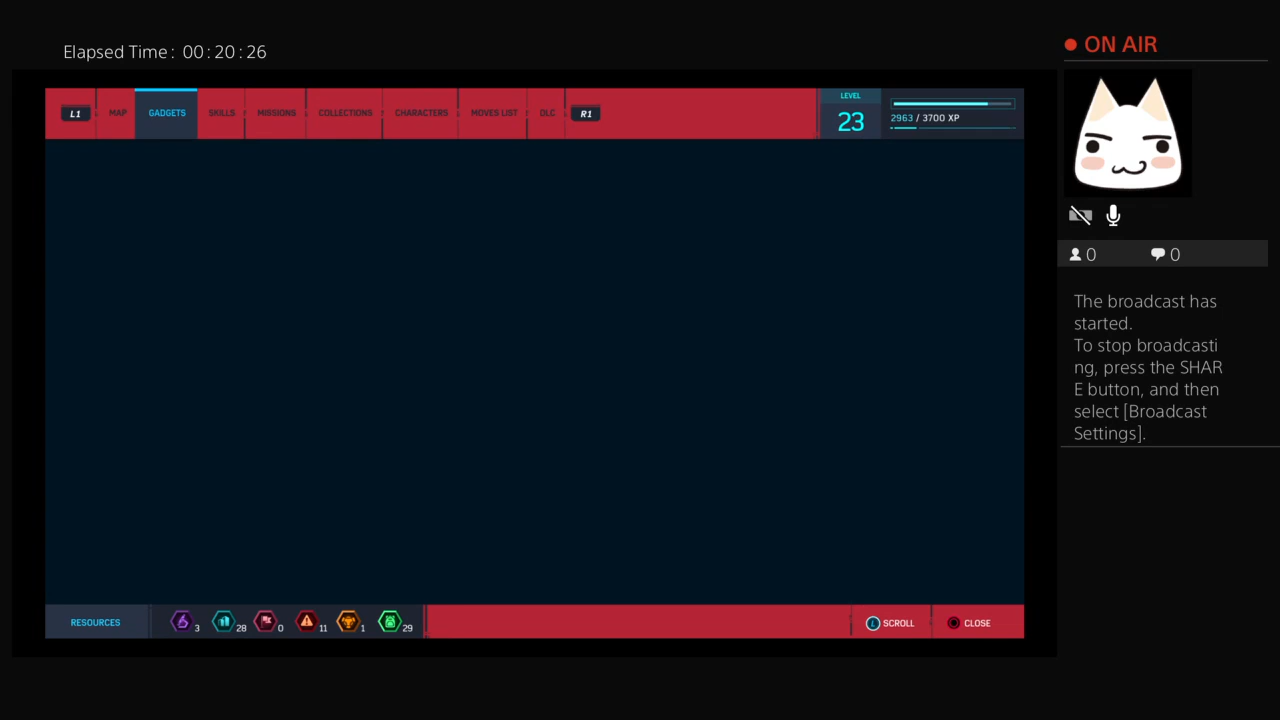 Elapsed Time: 00:20:26
ON AIR
L1 MAP GADGETS SKILLS MISSIONS COLLECTIONS CHARACTERS MOVES LIST DLC R1
LEVEL
23
2963 / 3700 XP
0 0
The broadcast has
started.
To stop broadcasti
ng, press the SHAR
E button, and then
select [Broadcast
Settings].
RESOURCES 3 28 0 11 1 29 L SCROLL CLOSE